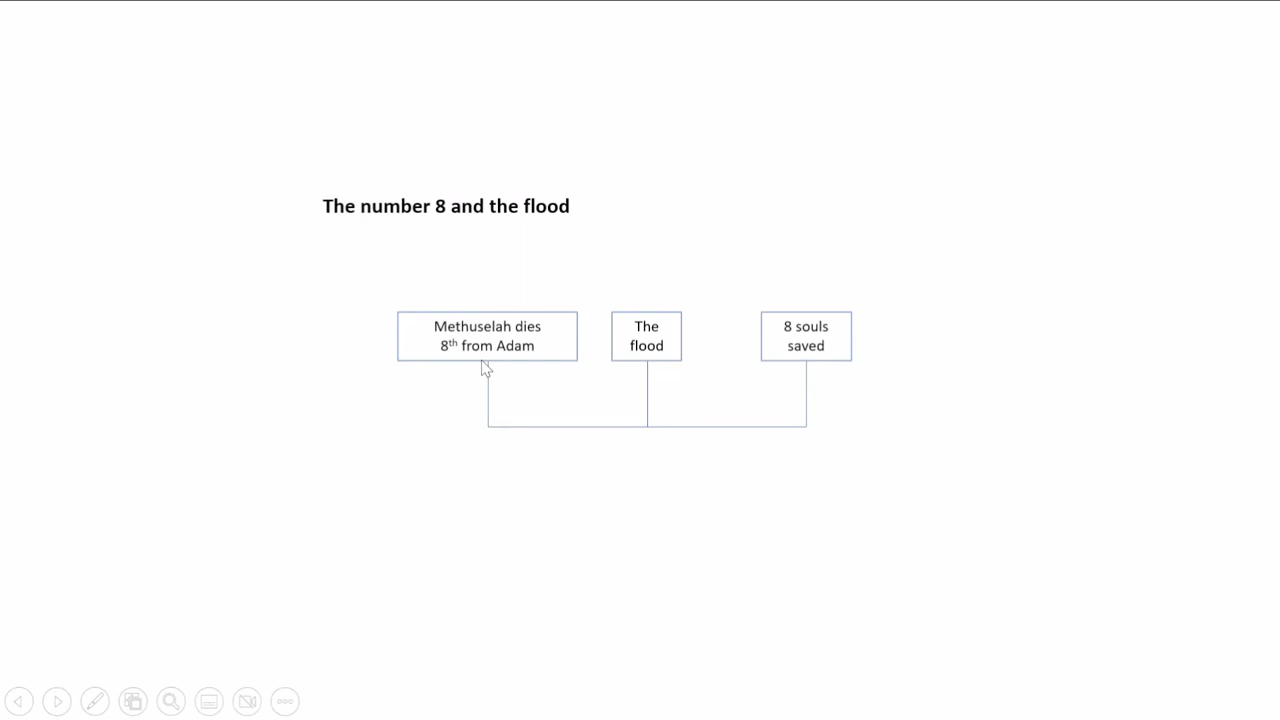 The number 8 and the flood
Methuselah dies
8th from Adam
The
flood
8 souls
saved